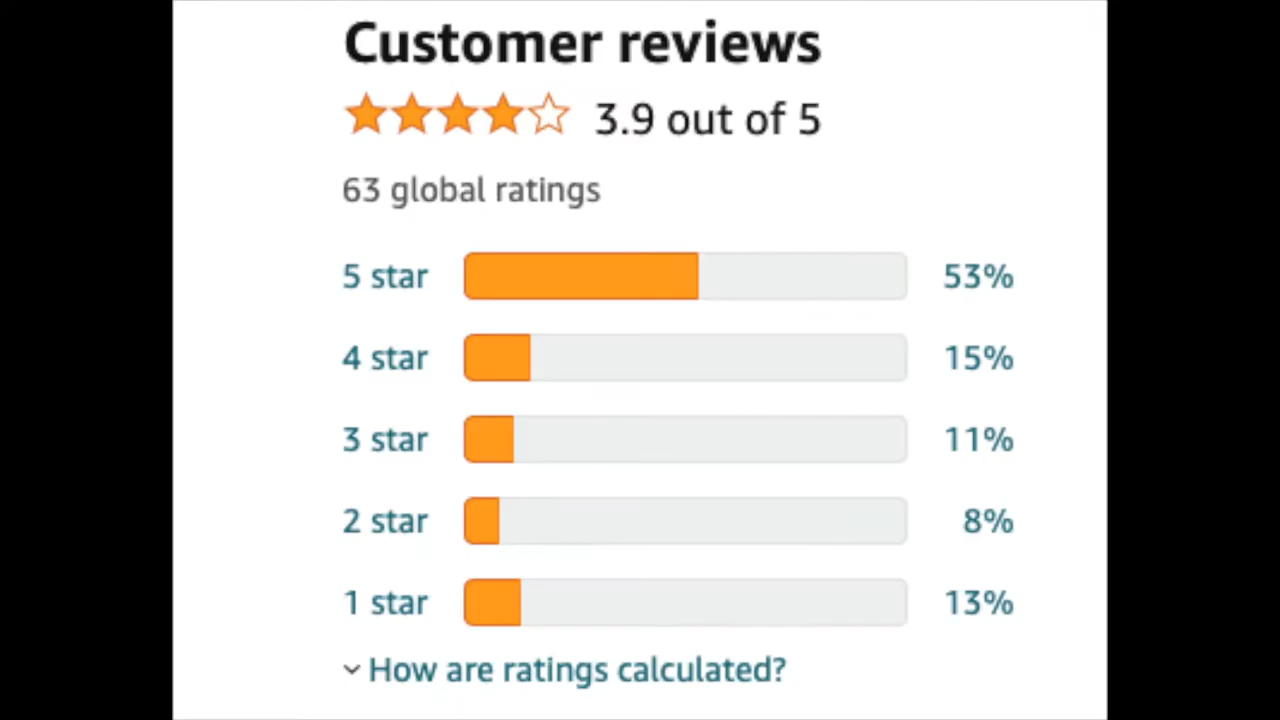 Customer reviews
3.9 out of 5
63 global ratings
5 star 53%
4 star 15%
3 star 11%
2 star 8%
1 star 13%
How are ratings calculated?